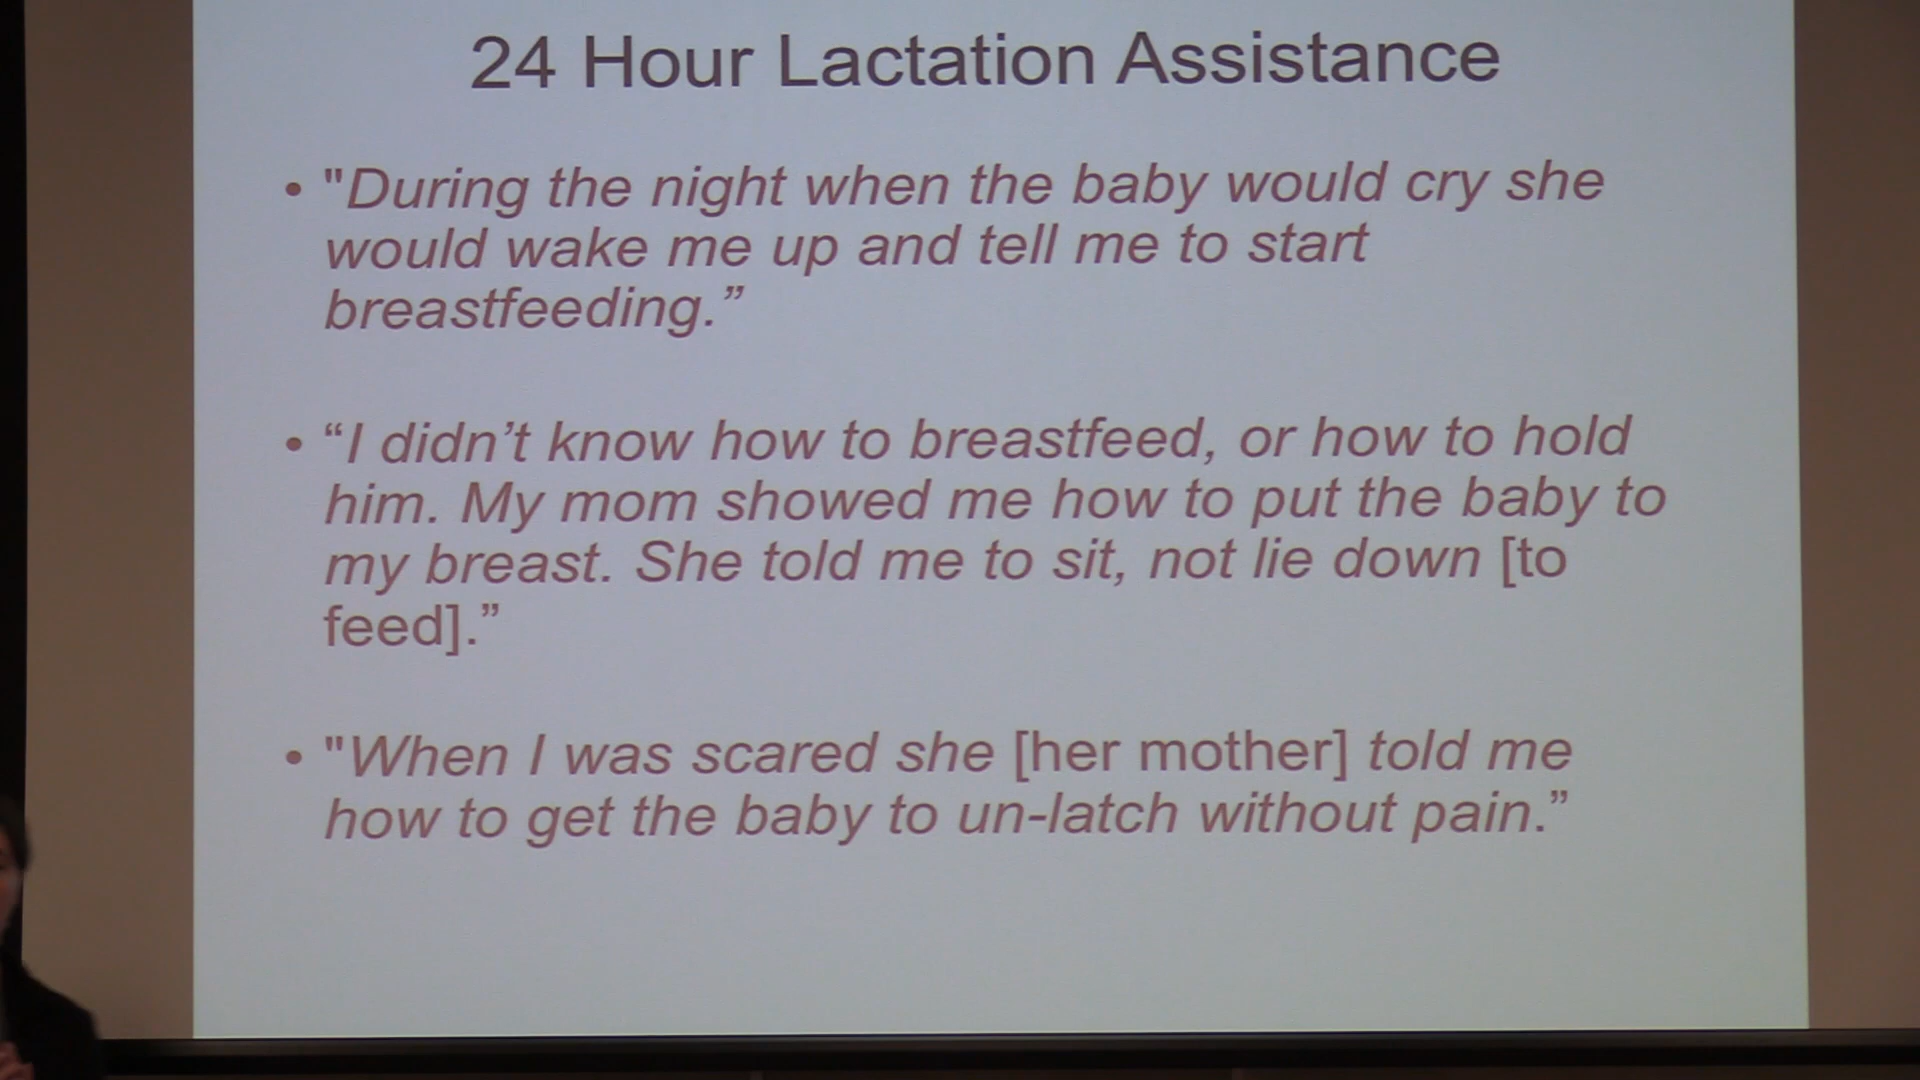 24 Hour Lactation Assistance
• "During the night when the baby would cry she
would wake me up and tell me to start
breastfeeding.”
• “I didn’t know how to breastfeed, or how to hold
him. My mom showed me how to put the baby to
my breast. She told me to sit, not lie down [to
feed].”
• "When I was scared she [her mother] told me
how to get the baby to un-latch without pain.”